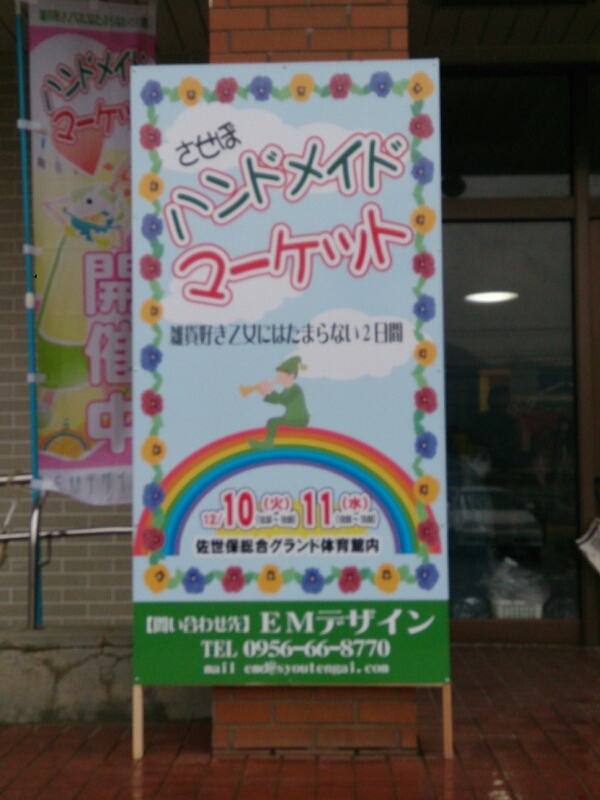 させぼ
ハンドメイド
マーケット
雑貨好き乙女にはたまらない2日間
12/10(火) 11(水)
佐世保総合グランド体育館内
【問い合わせ先】EMデザイン
TEL 0956-66-8770
mail emd@syoutengai.com
ハンドメイド
マーケット
開催中